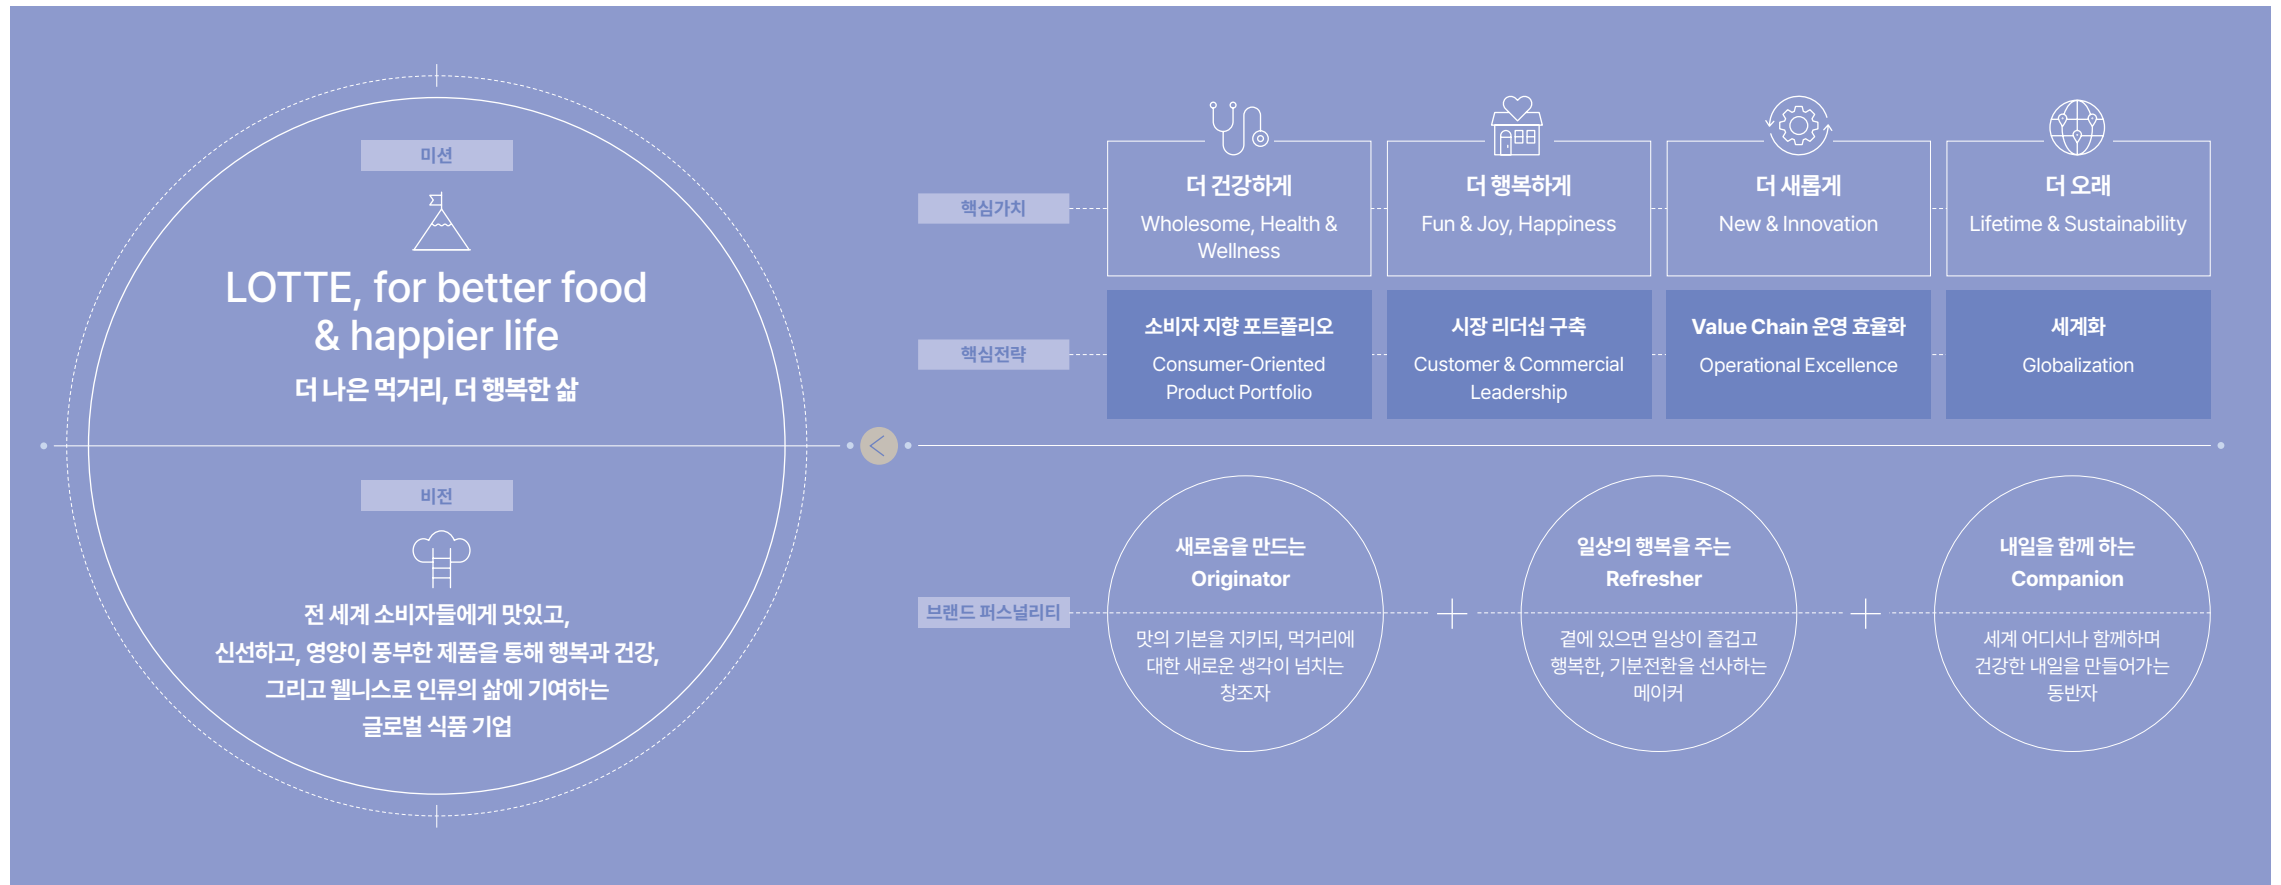 미션
LOTTE, for better food
& happier life
더 나은 먹거리, 더 행복한 삶
비전
전 세계 소비자들에게 맛있고,
신선하고, 영양이 풍부한 제품을 통해 행복과 건강,
그리고 웰니스로 인류의 삶에 기여하는
글로벌 식품 기업
핵심가치
더 건강하게
Wholesome, Health &
Wellness
더 행복하게
Fun & Joy, Happiness
더 새롭게
New & Innovation
더 오래
Lifetime & Sustainability
핵심전략
소비자 지향 포트폴리오
Consumer-Oriented
Product Portfolio
시장 리더십 구축
Customer & Commercial
Leadership
Value Chain 운영 효율화
Operational Excellence
세계화
Globalization
브랜드 퍼스널리티
새로움을 만드는
Originator
맛의 기본을 지키되, 먹거리에
대한 새로운 생각이 넘치는
창조자
일상의 행복을 주는
Refresher
곁에 있으면 일상이 즐겁고
행복한, 기분전환을 선사하는
메이커
내일을 함께 하는
Companion
세계 어디서나 함께하며
건강한 내일을 만들어가는
동반자